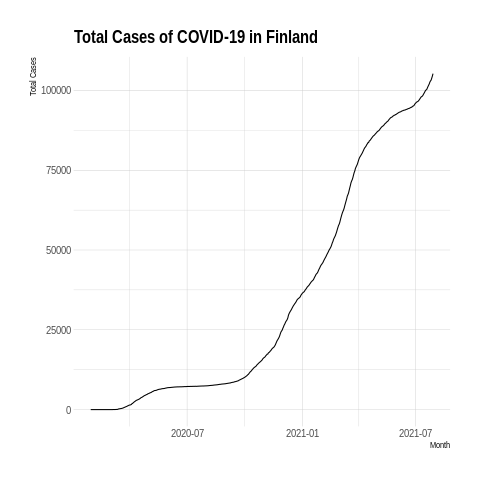 Total Cases of COVID-19 in Finland
Total Cases
100000
75000
50000
25000
0
2020-07 2021-01 2021-07
Month